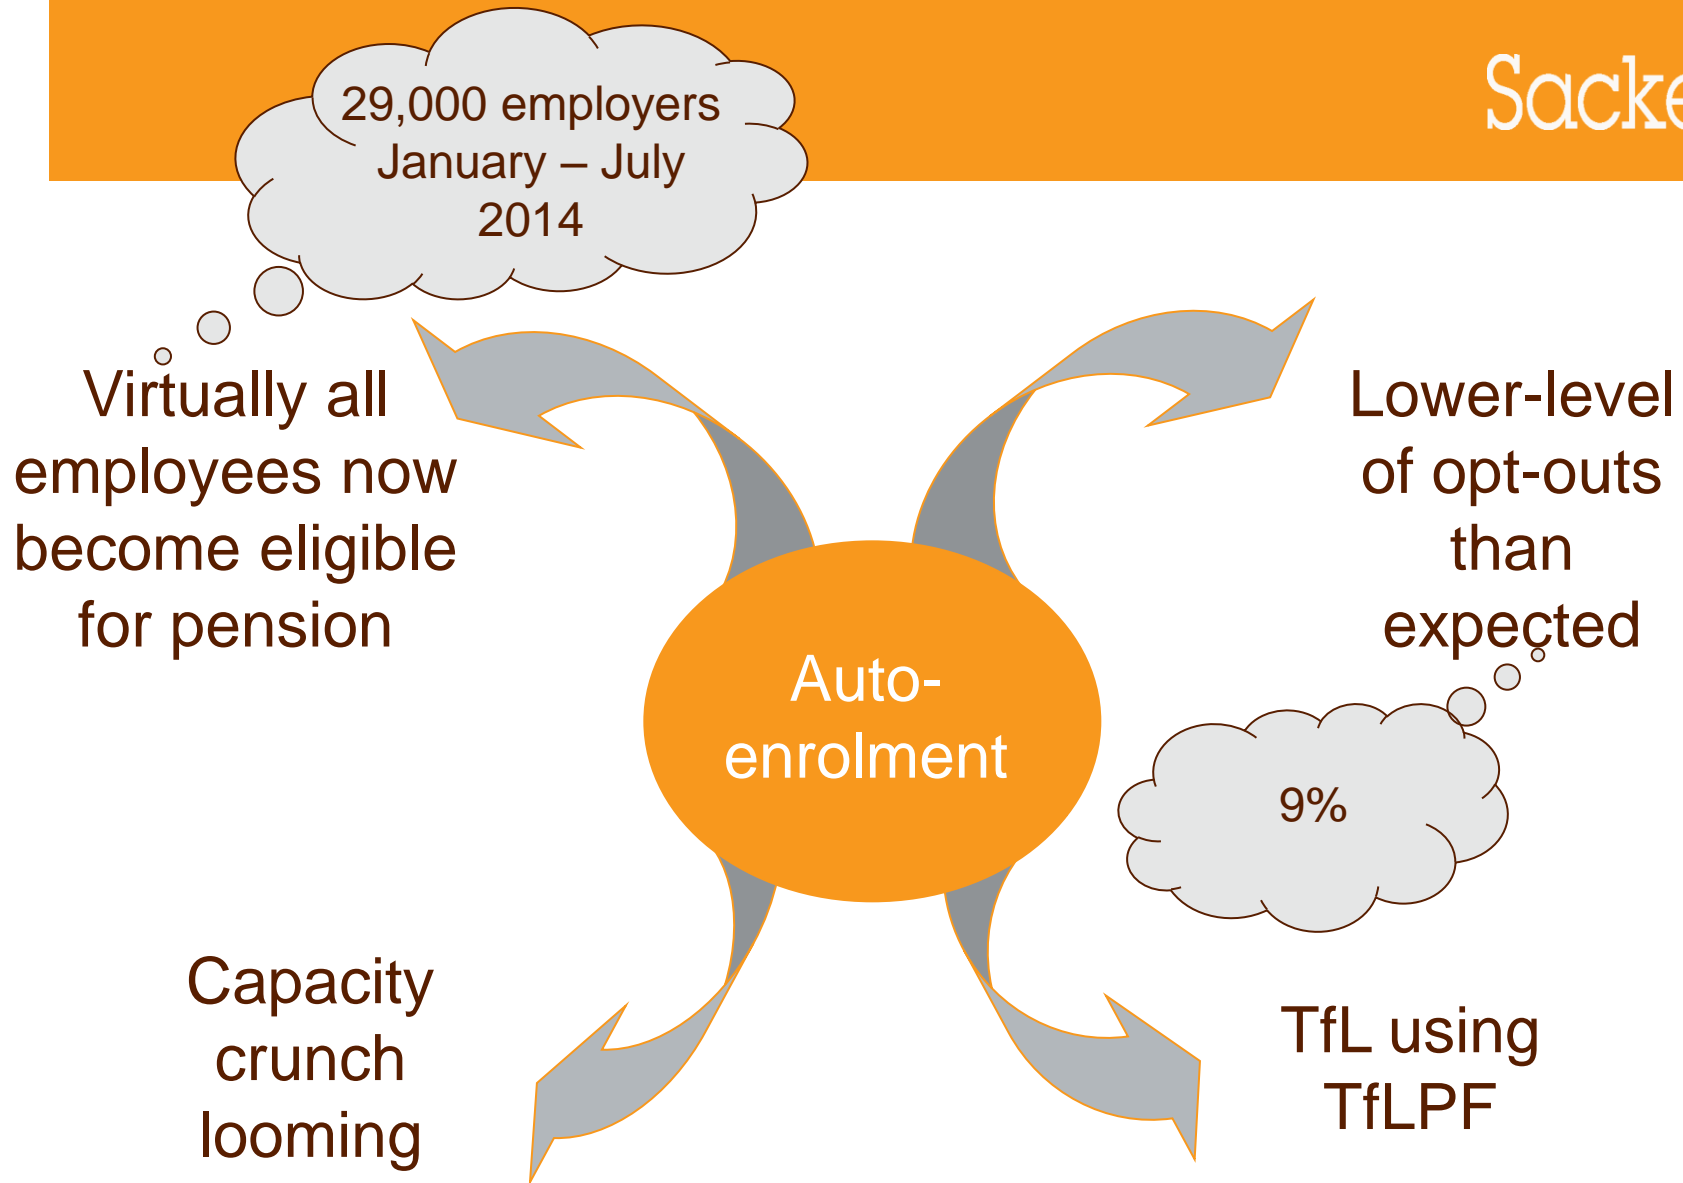 Sacke
29,000 employers
January – July
2014
Virtually all
employees now
become eligible
for pension
Lower-level
of opt-outs
than
expected
Auto-
enrolment
9%
Capacity
crunch
looming
TfL using
TfLPF